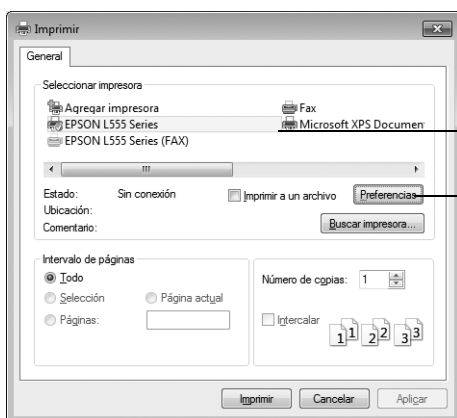 Imprimir
General
Seleccionar impresora
Agregar impresora
Fax
EPSON L555 Series
Microsoft XPS Documen
EPSON L555 Series (FAX)
Estado: Sin conexión
Imprimir a un archivo
Preferencias
Ubicación:
Comentario:
Buscar impresora...
Intervalo de páginas
Todo
Selección
Página actual
Páginas:
Número de copias: 1
Intercalar
1 1 2 2 3 3
Imprimir
Cancelar
Aplicar